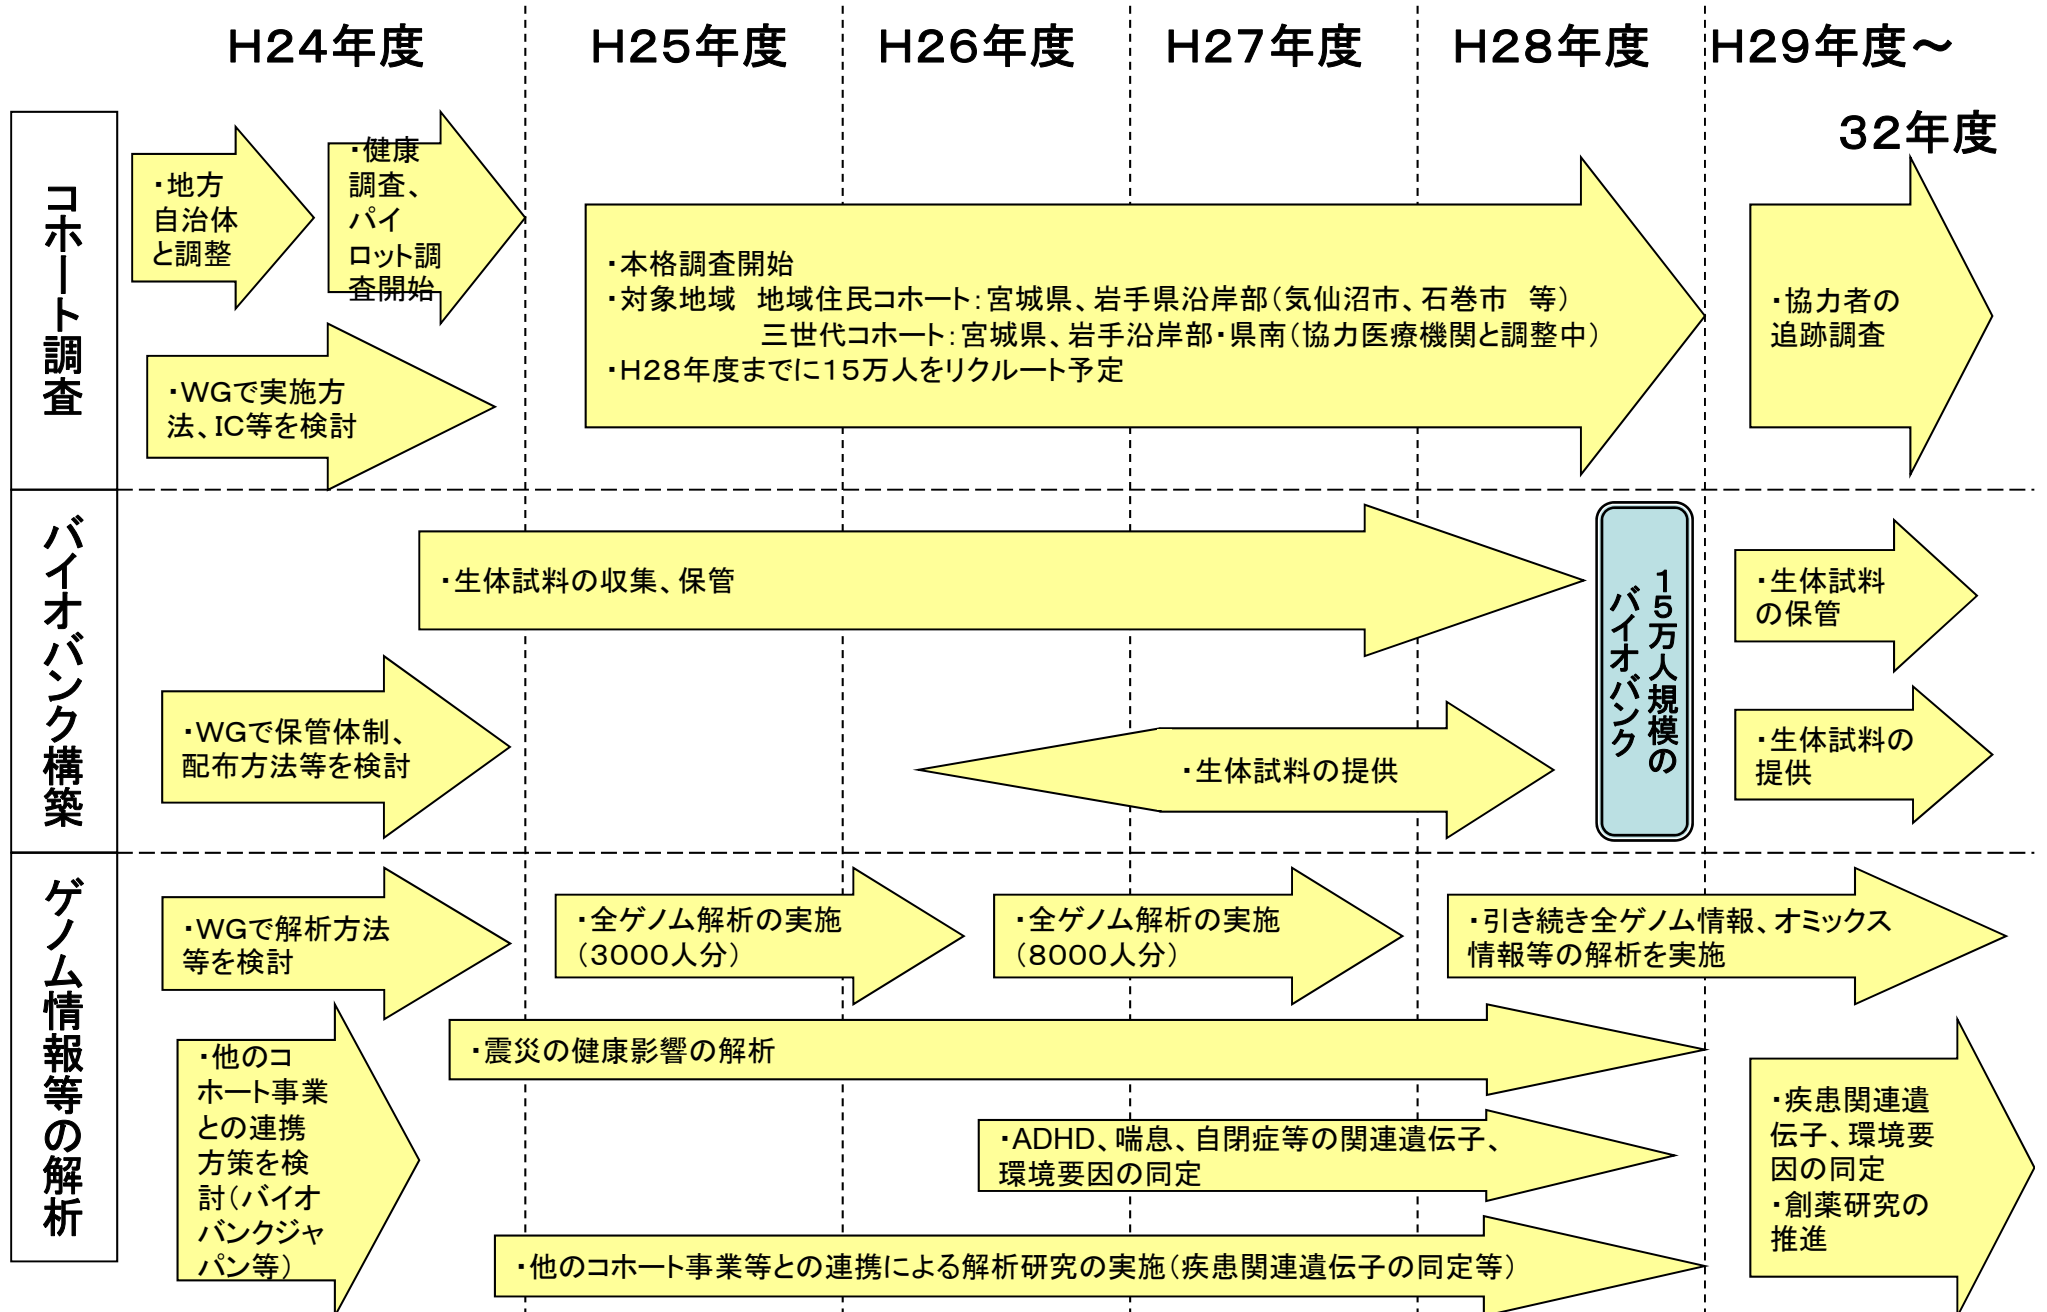 H24年度
H25年度
H26年度
H27年度
H28年度
H29年度～
32年度
コホート調査
・地方
自治体
と調整
・健康
調査、
パイ
ロット調
査開始
・WGで実施方
法、IC等を検討
・本格調査開始
・対象地域　地域住民コホート：宮城県、岩手県沿岸部（気仙沼市、石巻市　等）
三世代コホート：宮城県、岩手沿岸部・県南（協力医療機関と調整中）
・H28年度までに15万人をリクルート予定
・協力者の
追跡調査
バイオバンク構築
・生体試料の収集、保管
・WGで保管体制、
配布方法等を検討
・生体試料の提供
15万人規模の
バイオバンク
・生体試料
の保管
・生体試料の
提供
ゲノム情報等の解析
・WGで解析方法
等を検討
・全ゲノム解析の実施
（3000人分）
・全ゲノム解析の実施
（8000人分）
・引き続き全ゲノム情報、オミックス
情報等の解析を実施
・他のコ
ホート事業
との連携
方策を検
討（バイオ
バンクジャ
パン等）
・震災の健康影響の解析
・ADHD、喘息、自閉症等の関連遺伝子、
環境要因の同定
・他のコホート事業等との連携による解析研究の実施（疾患関連遺伝子の同定等）
・疾患関連遺
伝子、環境要
因の同定
・創薬研究の
推進